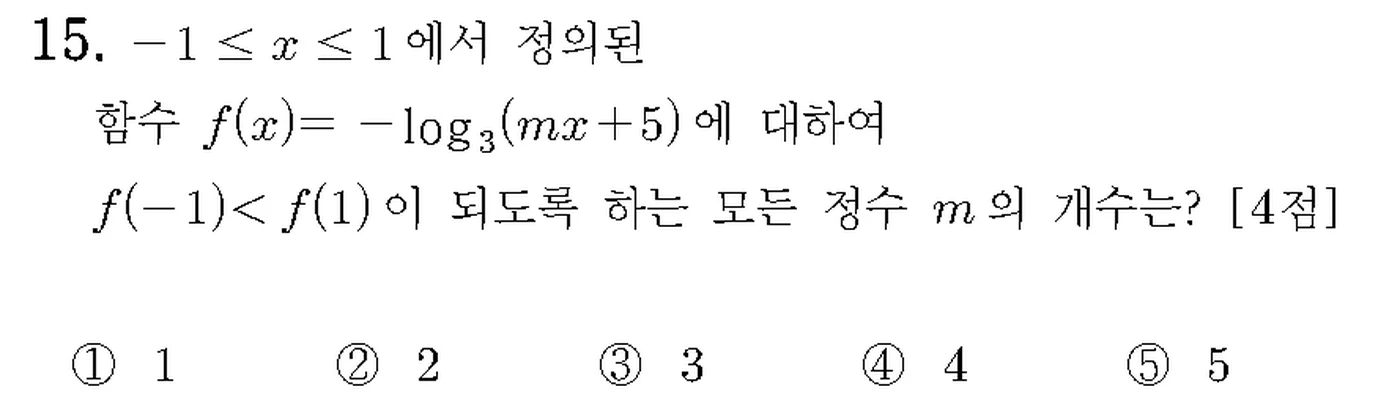 15. −1 ≤ x ≤ 1에서 정의된
함수 f(x)= −log₃(mx+5)에 대하여
f(−1)< f(1)이 되도록 하는 모든 정수 m의 개수는? [4점]
① 1 ② 2 ③ 3 ④ 4 ⑤ 5